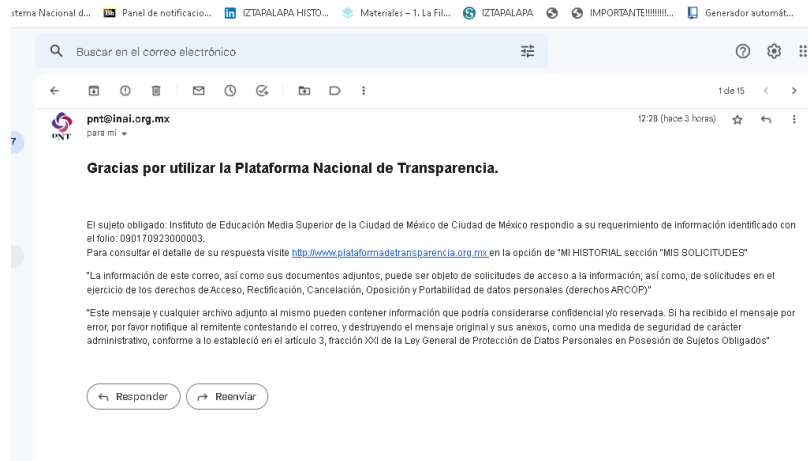 stema Nacional d... Bb Panel de notificacio... in IZTAPALAPA HISTO... Materiales – 1. La Fil... IZTAPALAPA IMPORTANTE!!!!!!!!!... Generador automát...
Buscar en el correo electrónico
1 de 15
pnt@inai.org.mx 12:28 (hace 3 horas)
para mí
PNT
7
Gracias por utilizar la Plataforma Nacional de Transparencia.
El sujeto obligado: Instituto de Educación Media Superior de la Ciudad de México de Ciudad de México respondio a su requerimiento de información identificado con
el folio: 090170923000003.
Para consultar el detalle de su respuesta visite http://www.plataformadetransparencia.org.mx en la opción de "MI HISTORIAL sección "MIS SOLICITUDES"
"La información de este correo, así como sus documentos adjuntos, puede ser objeto de solicitudes de acceso a la información; así como, de solicitudes en el
ejercicio de los derechos de Acceso, Rectificación, Cancelación, Oposición y Portabilidad de datos personales (derechos ARCOP)"
"Este mensaje y cualquier archivo adjunto al mismo pueden contener información que podría considerarse confidencial y/o reservada. Si ha recibido el mensaje por
error, por favor notifique al remitente contestando el correo, y destruyendo el mensaje original y sus anexos, como una medida de seguridad de carácter
administrativo, conforme a lo estableció en el artículo 3, fracción XXI de la Ley General de Protección de Datos Personales en Posesión de Sujetos Obligados"
Responder Reenviar